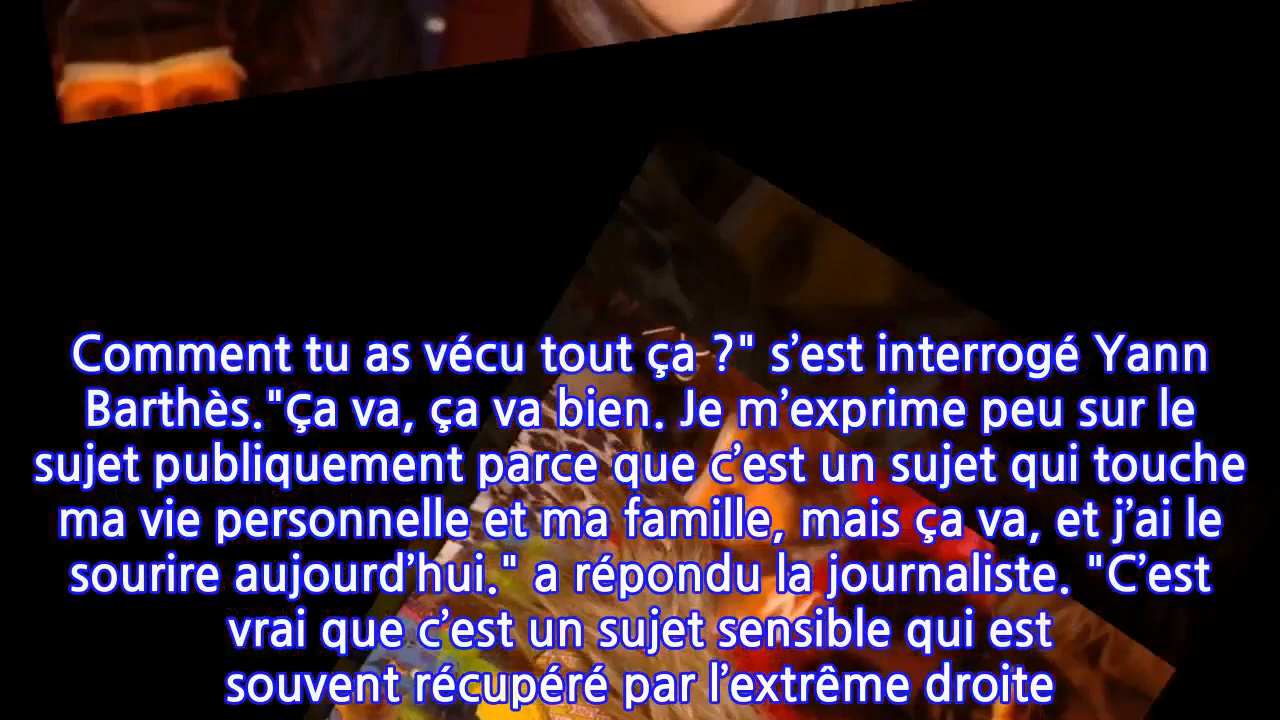 Comment tu as vécu tout ça ?" s’est interrogé Yann
Barthès."Ça va, ça va bien. Je m’exprime peu sur le
sujet publiquement parce que c’est un sujet qui touche
ma vie personnelle et ma famille, mais ça va, et j’ai le
sourire aujourd’hui." a répondu la journaliste. "C’est
vrai que c’est un sujet sensible qui est
souvent récupéré par l’extrême droite